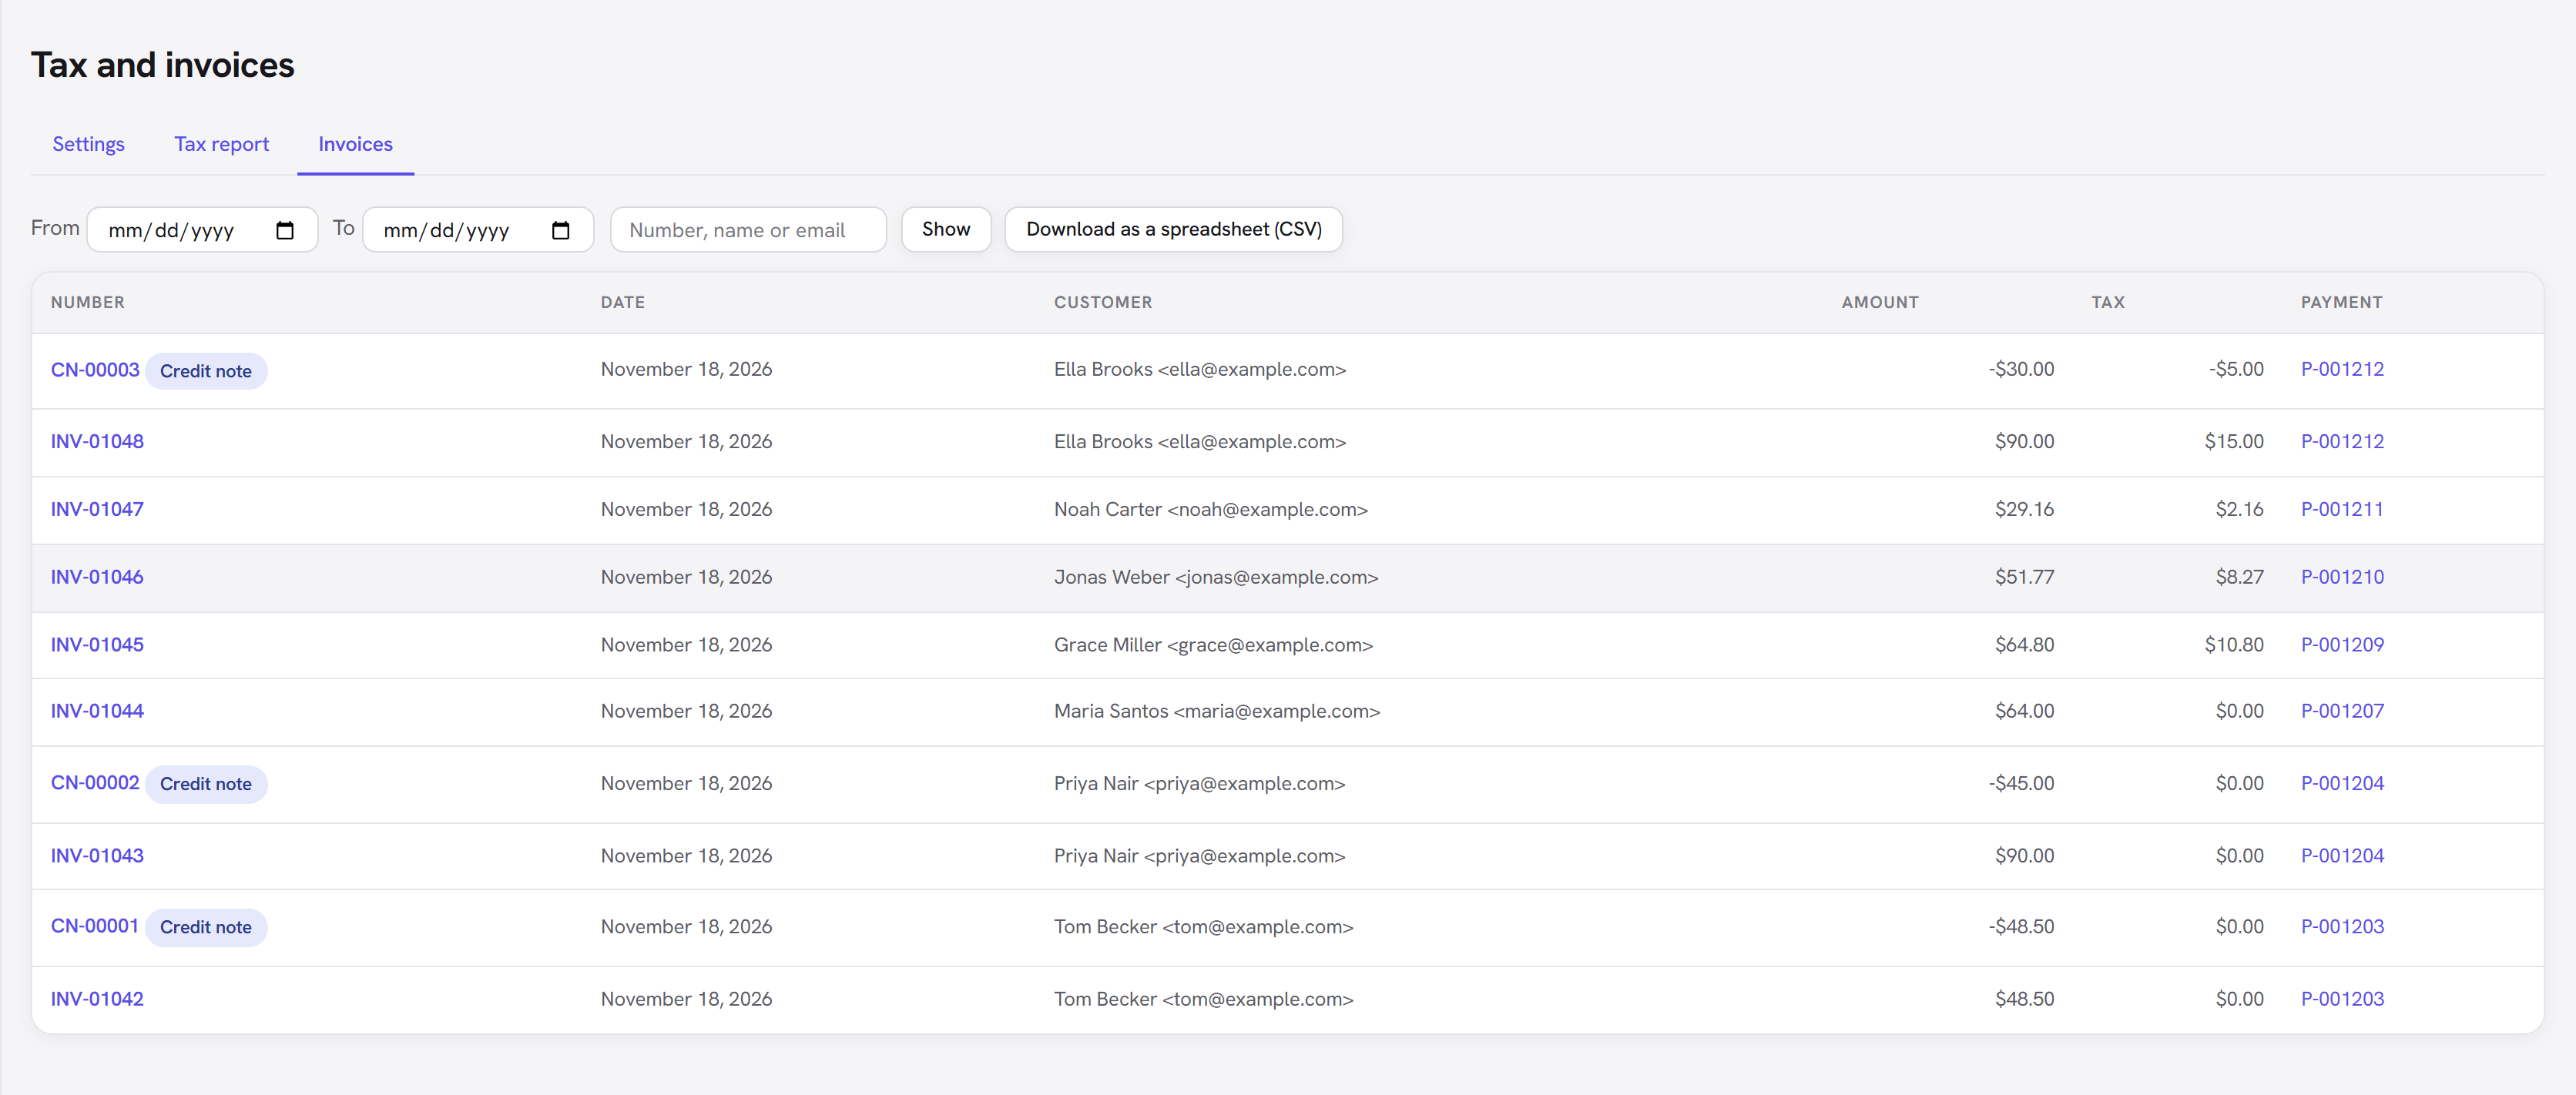 Tax and invoices
Settings Tax report Invoices
From mm/dd/yyyy To mm/dd/yyyy Number, name or email Show Download as a spreadsheet (CSV)
NUMBER DATE CUSTOMER AMOUNT TAX PAYMENT
CN-00003 Credit note November 18, 2026 Ella Brooks <ella@example.com> -$30.00 -$5.00 P-001212
INV-01048 November 18, 2026 Ella Brooks <ella@example.com> $90.00 $15.00 P-001212
INV-01047 November 18, 2026 Noah Carter <noah@example.com> $29.16 $2.16 P-001211
INV-01046 November 18, 2026 Jonas Weber <jonas@example.com> $51.77 $8.27 P-001210
INV-01045 November 18, 2026 Grace Miller <grace@example.com> $64.80 $10.80 P-001209
INV-01044 November 18, 2026 Maria Santos <maria@example.com> $64.00 $0.00 P-001207
CN-00002 Credit note November 18, 2026 Priya Nair <priya@example.com> -$45.00 $0.00 P-001204
INV-01043 November 18, 2026 Priya Nair <priya@example.com> $90.00 $0.00 P-001204
CN-00001 Credit note November 18, 2026 Tom Becker <tom@example.com> -$48.50 $0.00 P-001203
INV-01042 November 18, 2026 Tom Becker <tom@example.com> $48.50 $0.00 P-001203